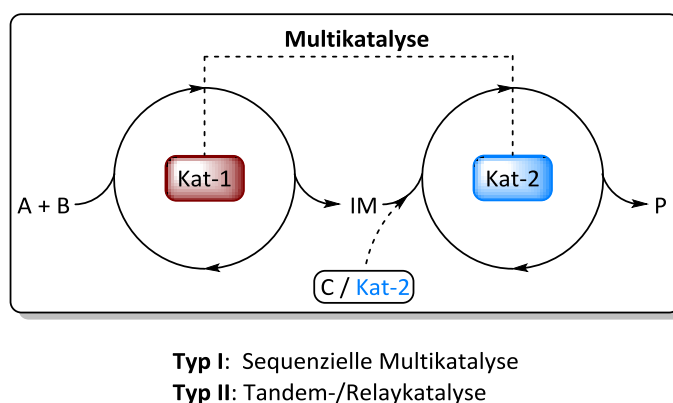 Multikatalyse
Kat-1
Kat-2
A + B
IM
P
C / Kat-2
Typ I: Sequenzielle Multikatalyse
Typ II: Tandem-/Relaykatalyse